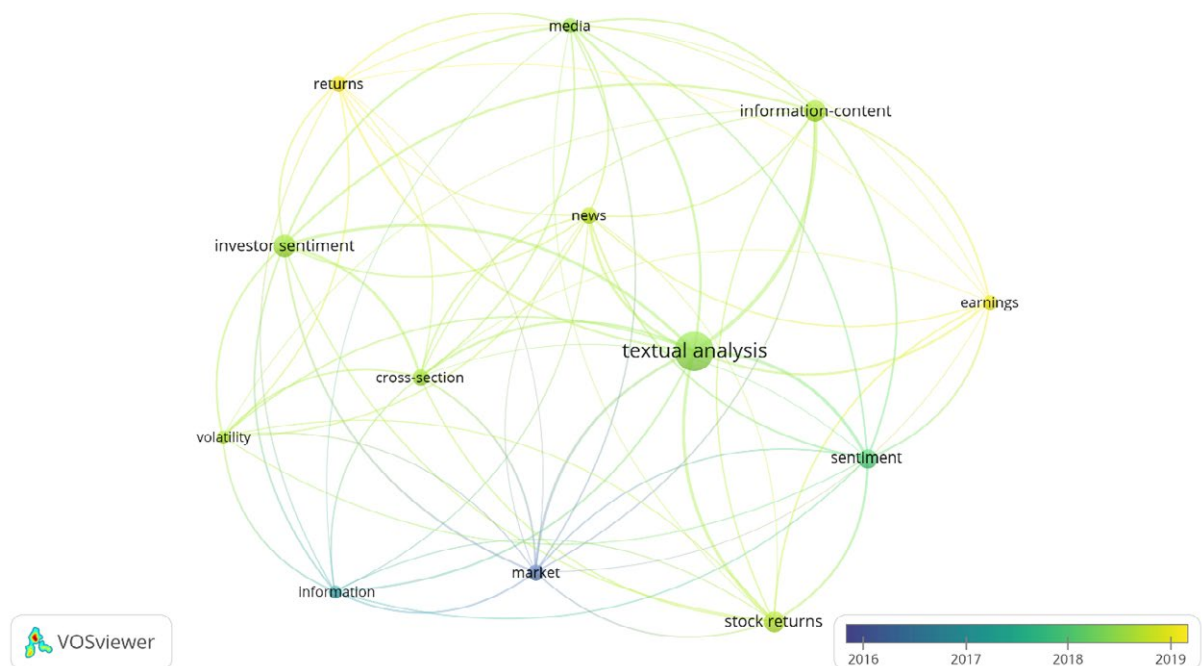 media
returns
information-content
news
investor sentiment
earnings
textual analysis
cross-section
volatility
sentiment
market
information
stock returns
VOSviewer
2016 2017 2018 2019